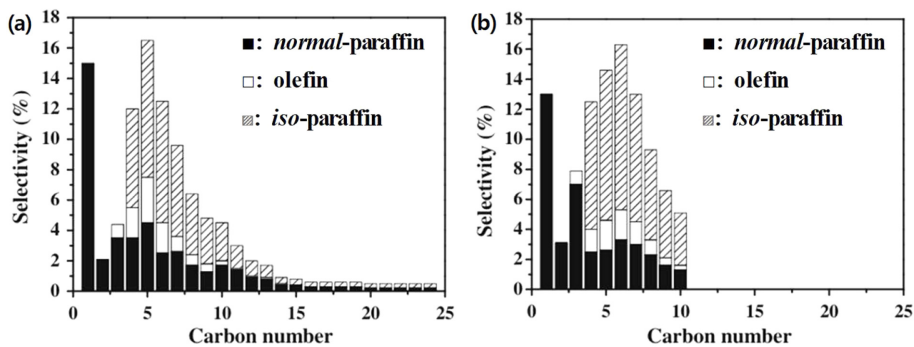 (a)
■: normal-paraffin
□: olefin
▨: iso-paraffin
Selectivity (%)
18
16
14
12
10
8
6
4
2
0
0 5 10 15 20 25
Carbon number
(b)
■: normal-paraffin
□: olefin
▨: iso-paraffin
Selectivity (%)
18
16
14
12
10
8
6
4
2
0
0 5 10 15 20 25
Carbon number